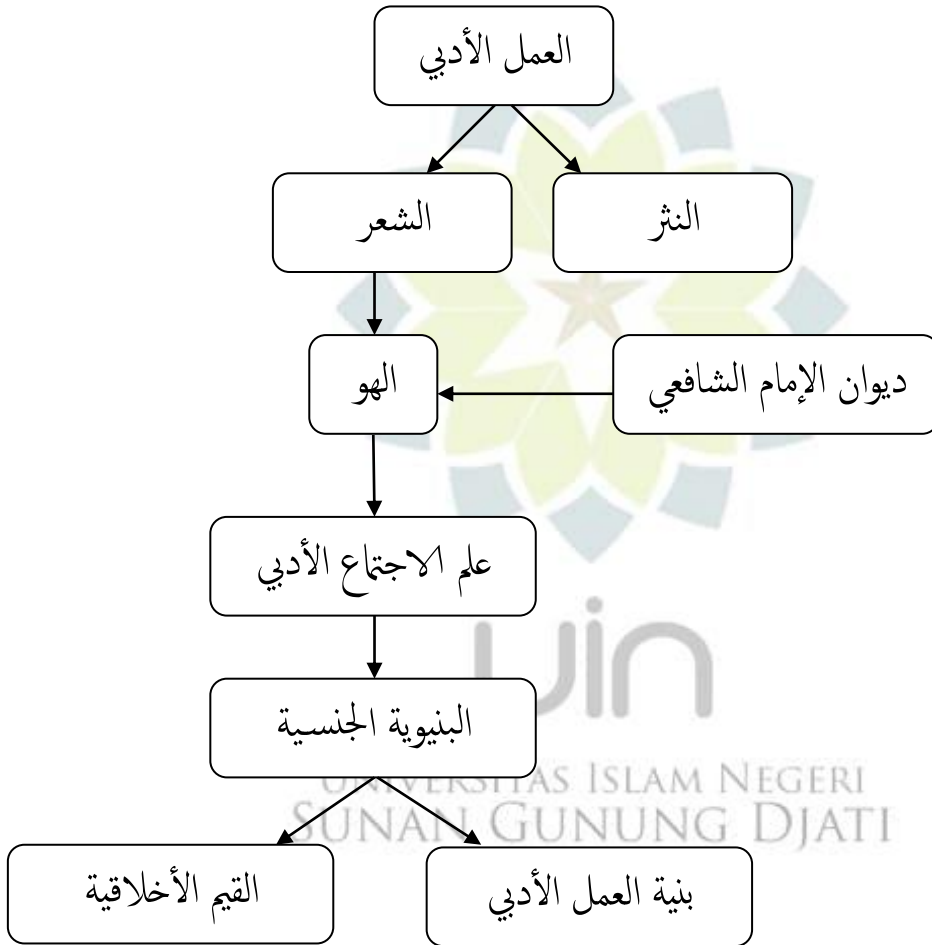 العمل الأدبي
الشعر
النثر
الهو
ديوان الإمام الشافعي
علم الاجتماع الأدبي
uin
البنيوية الجنسية
UNIVERSITAS ISLAM NEGERI
SUNAN GUNUNG DJATI
القيم الأخلاقية
بنية العمل الأدبي